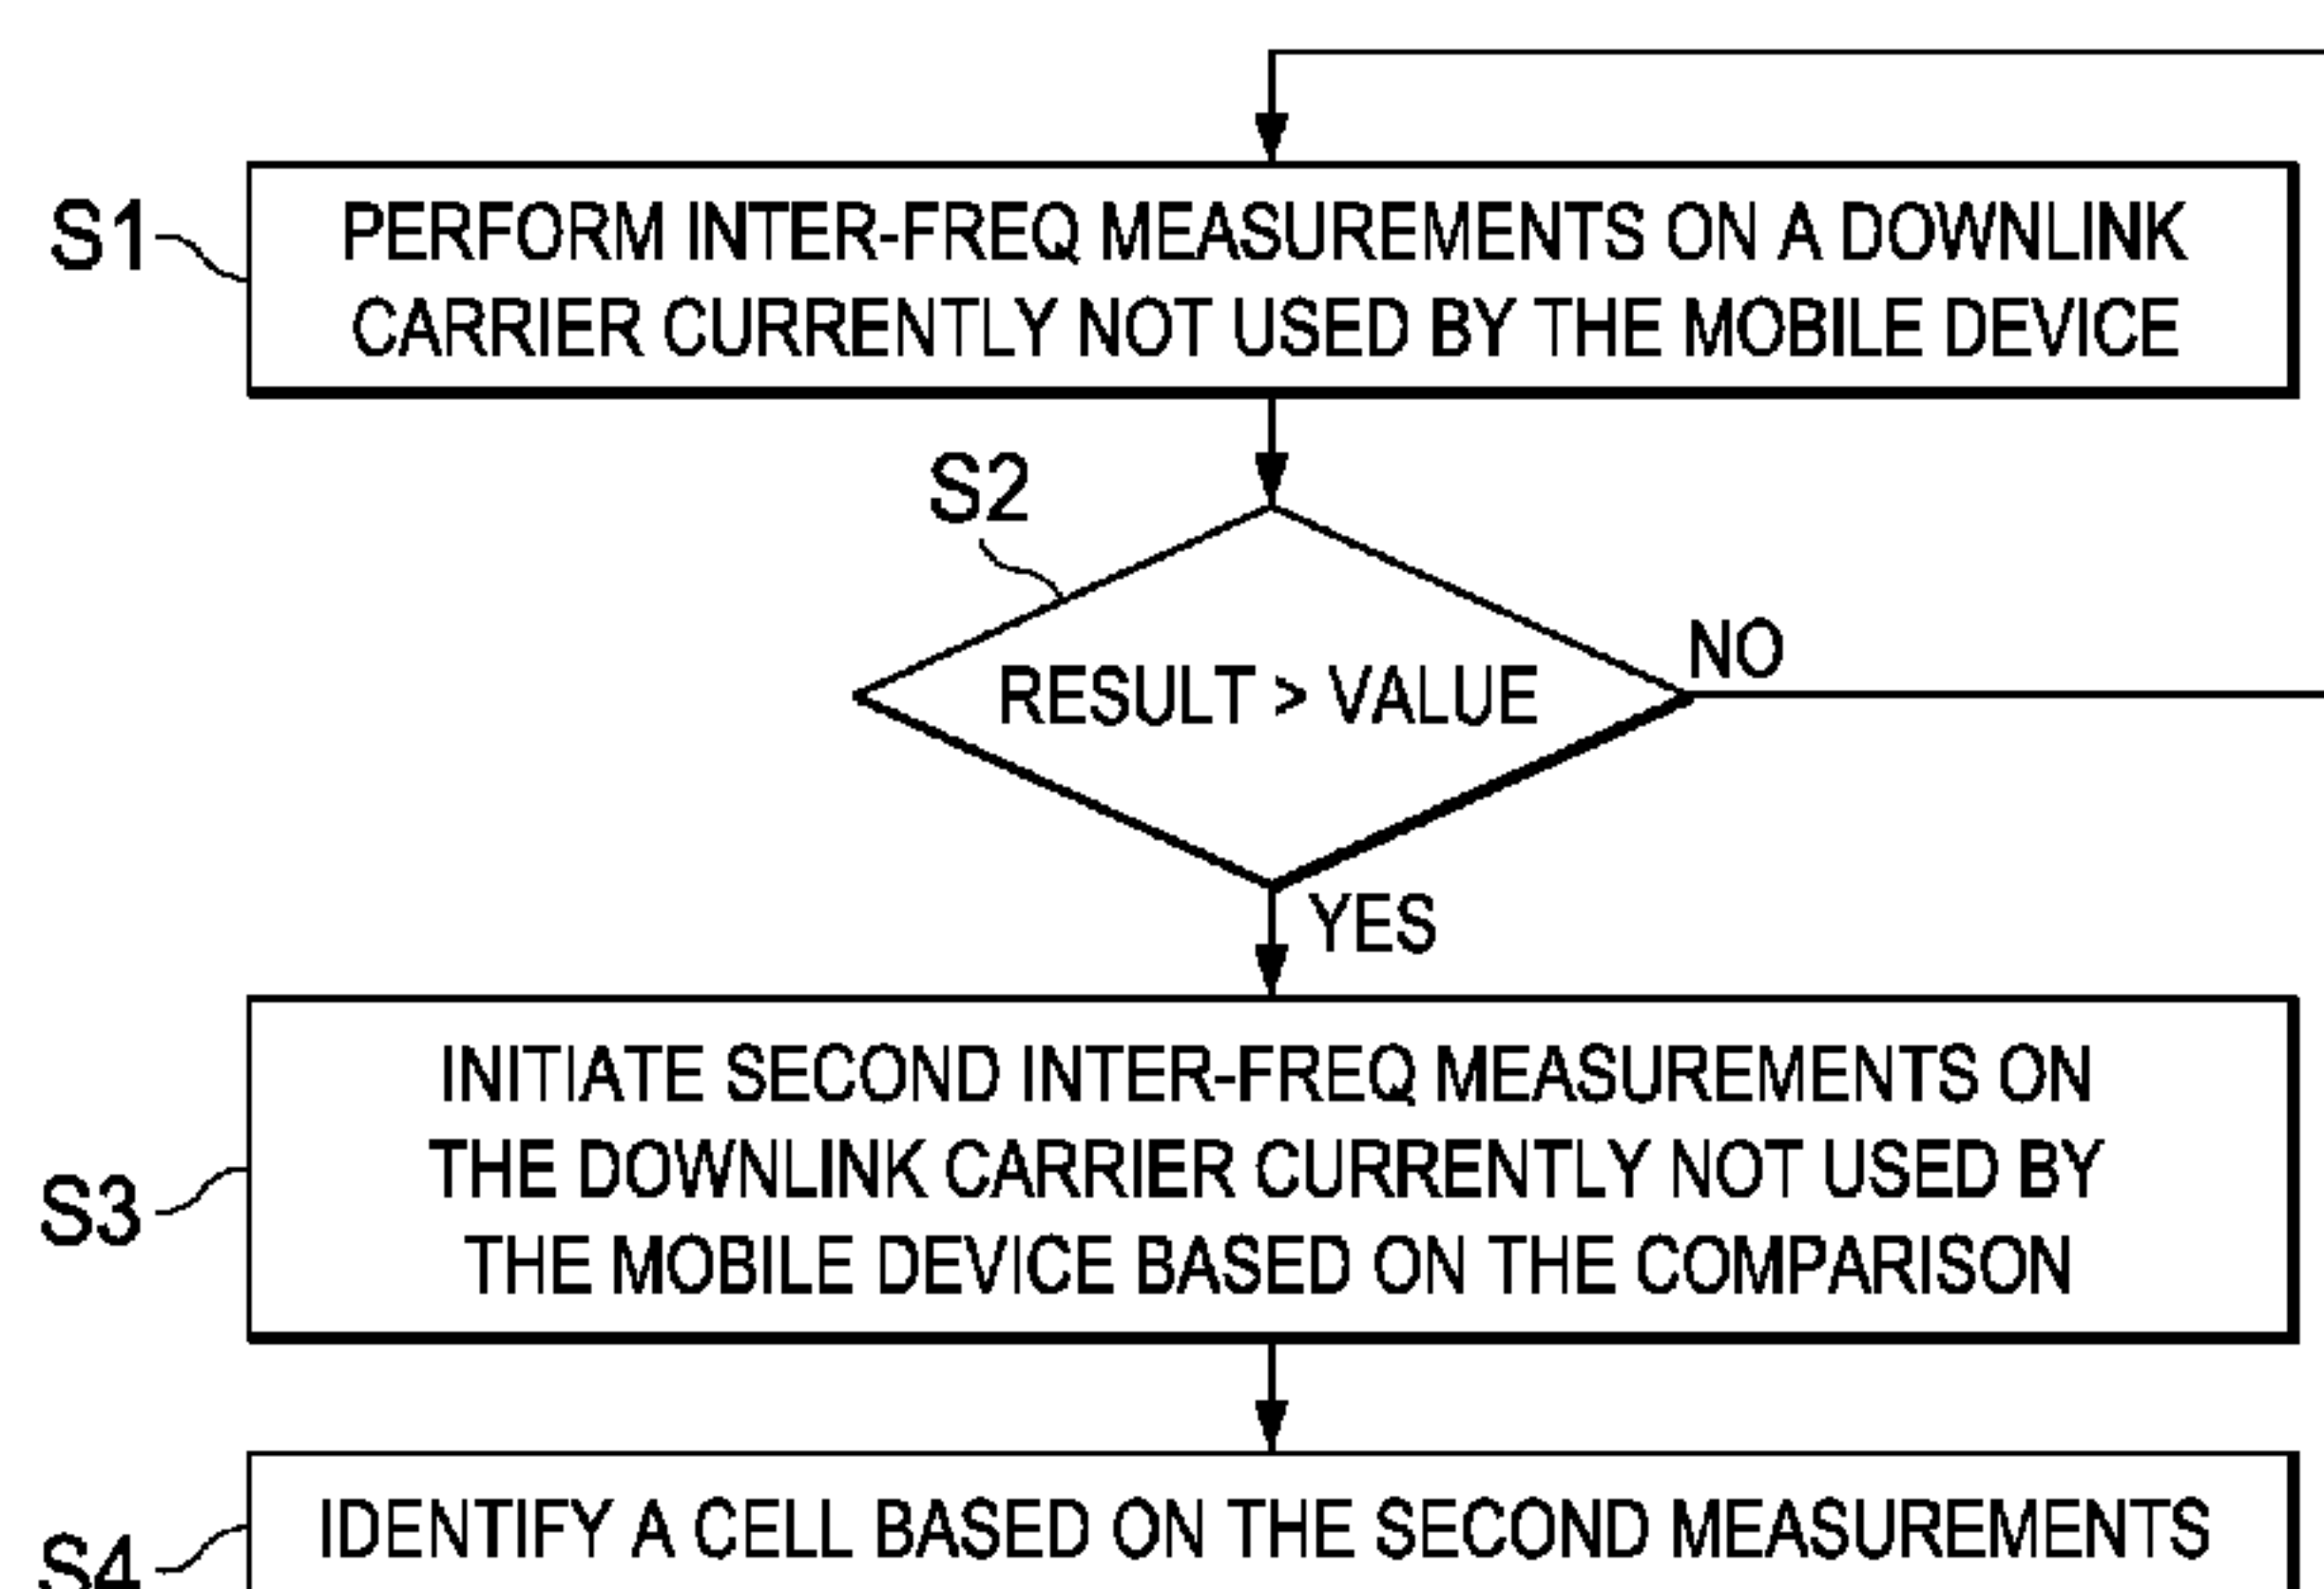 S1
PERFORM INTER-FREQ MEASUREMENTS ON A DOWNLINK
CARRIER CURRENTLY NOT USED BY THE MOBILE DEVICE
S2
RESULT > VALUE
NO
YES
S3
INITIATE SECOND INTER-FREQ MEASUREMENTS ON
THE DOWNLINK CARRIER CURRENTLY NOT USED BY
THE MOBILE DEVICE BASED ON THE COMPARISON
S4
IDENTIFY A CELL BASED ON THE SECOND MEASUREMENTS